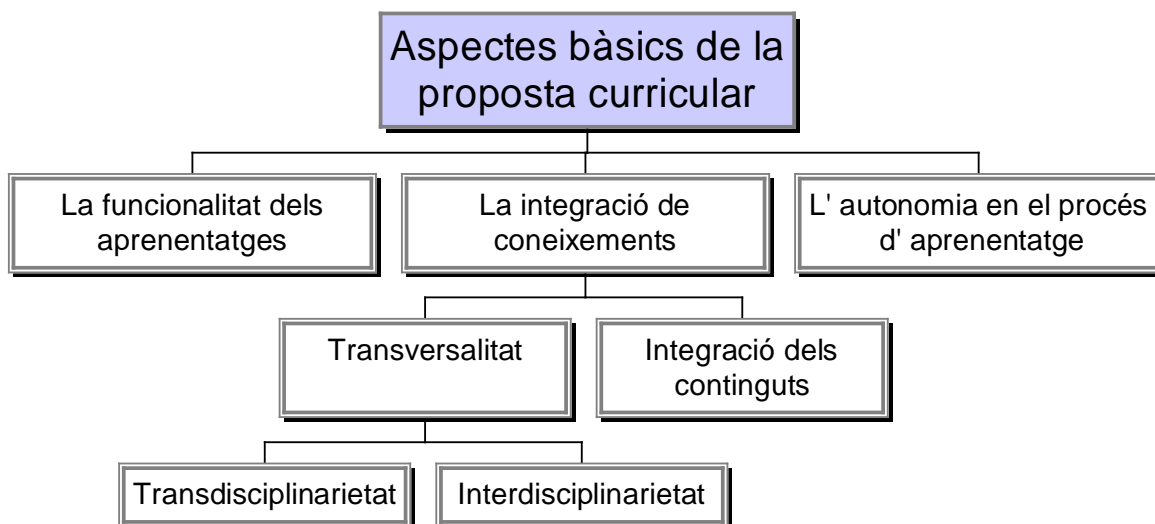 Aspectes bàsics de la
proposta curricular
La funcionalitat dels
aprenentatges
La integració de
coneixements
L' autonomia en el procés
d' aprenentatge
Transversalitat
Integració dels
continguts
Transdisciplinarietat
Interdisciplinarietat